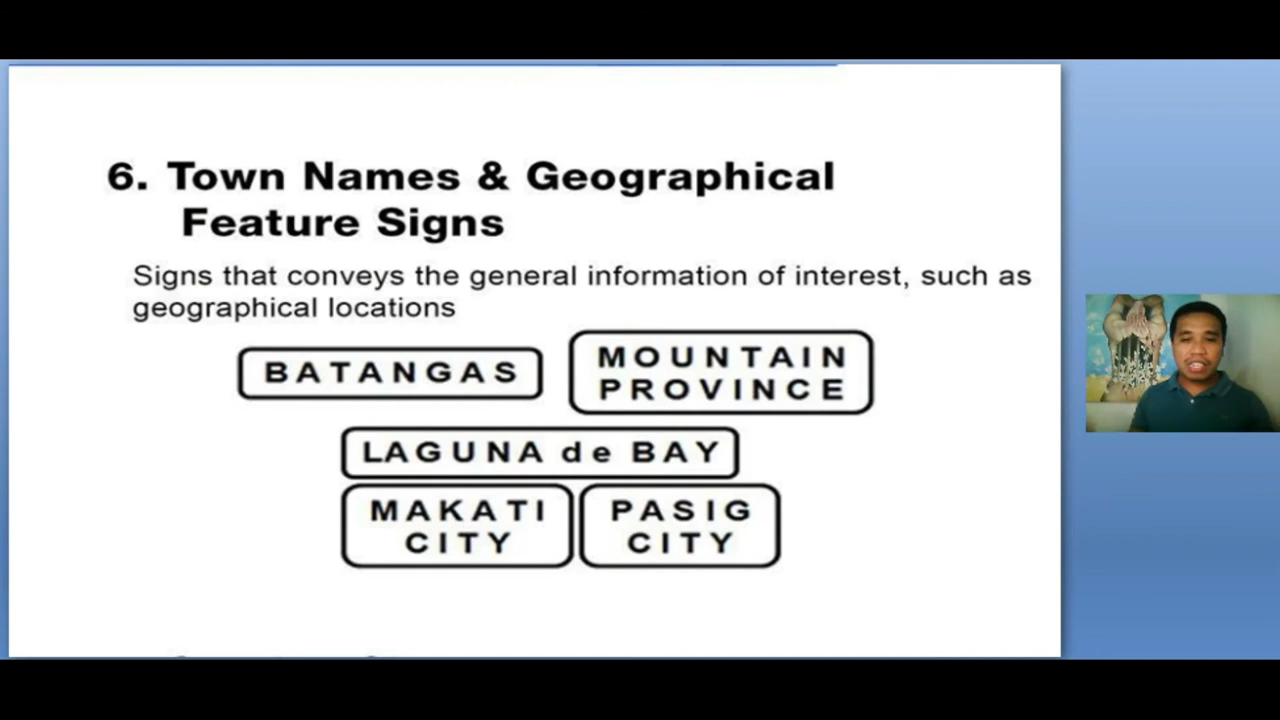 6. Town Names & Geographical
Feature Signs
Signs that conveys the general information of interest, such as
geographical locations
BATANGAS
MOUNTAIN
PROVINCE
LAGUNA de BAY
MAKATI
CITY
PASIG
CITY